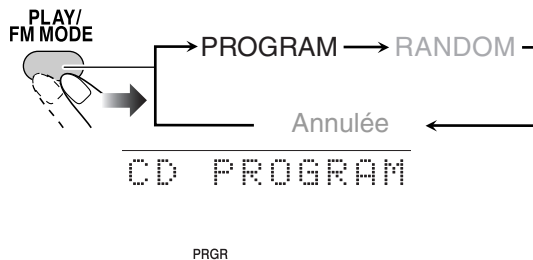 PLAY/
FM MODE
PROGRAM RANDOM
Annulée
CD PROGRAM
PRGR